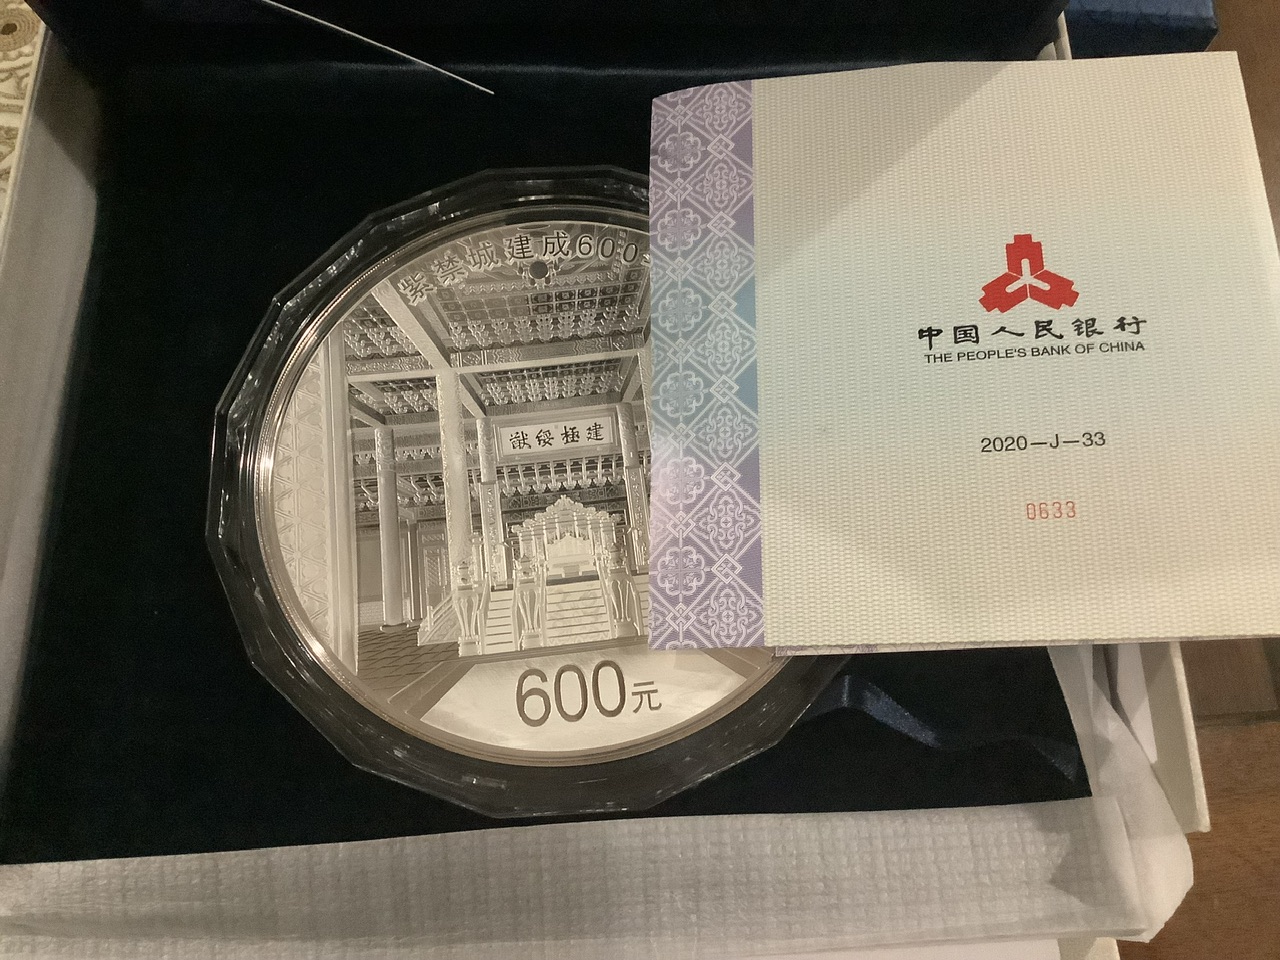 紫禁城建成600
猷绥極建
600元
中国人民银行
THE PEOPLE'S BANK OF CHINA
2020-J-33
0633